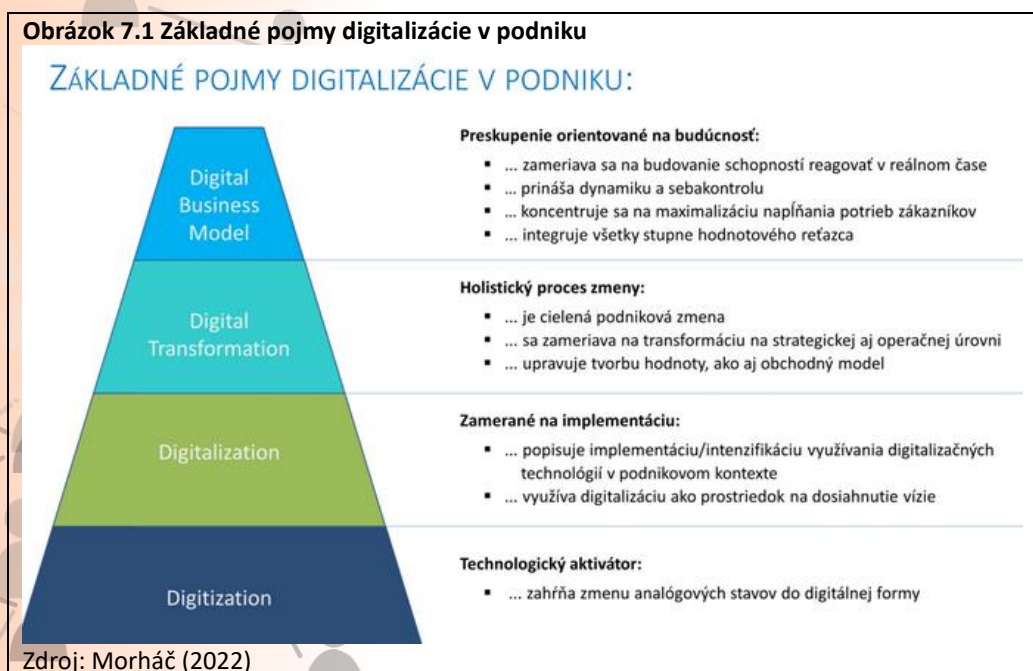 Obrázok 7.1 Základné pojmy digitalizácie v podniku
ZÁKLADNÉ POJMY DIGITALIZÁCIE V PODNIKU:
Digital
Business
Model
Preskupenie orientované na budúcnosť:
▪ ... zameriava sa na budovanie schopností reagovať v reálnom čase
▪ ... prináša dynamiku a sebakontrolu
▪ ... koncentruje sa na maximalizáciu napĺňania potrieb zákazníkov
▪ ... integruje všetky stupne hodnotového reťazca
Digital
Transformation
Holistický proces zmeny:
▪ ... je cielená podniková zmena
▪ ... sa zameriava na transformáciu na strategickej aj operačnej úrovni
▪ ... upravuje tvorbu hodnoty, ako aj obchodný model
Digitalization
Zamerané na implementáciu:
▪ ... popisuje implementáciu/intenzifikáciu využívania digitalizačných
technológií v podnikovom kontexte
▪ ... využíva digitalizáciu ako prostriedok na dosiahnutie vízie
Digitization
Technologický aktivátor:
▪ ... zahŕňa zmenu analógových stavov do digitálnej formy
Zdroj: Morháč (2022)